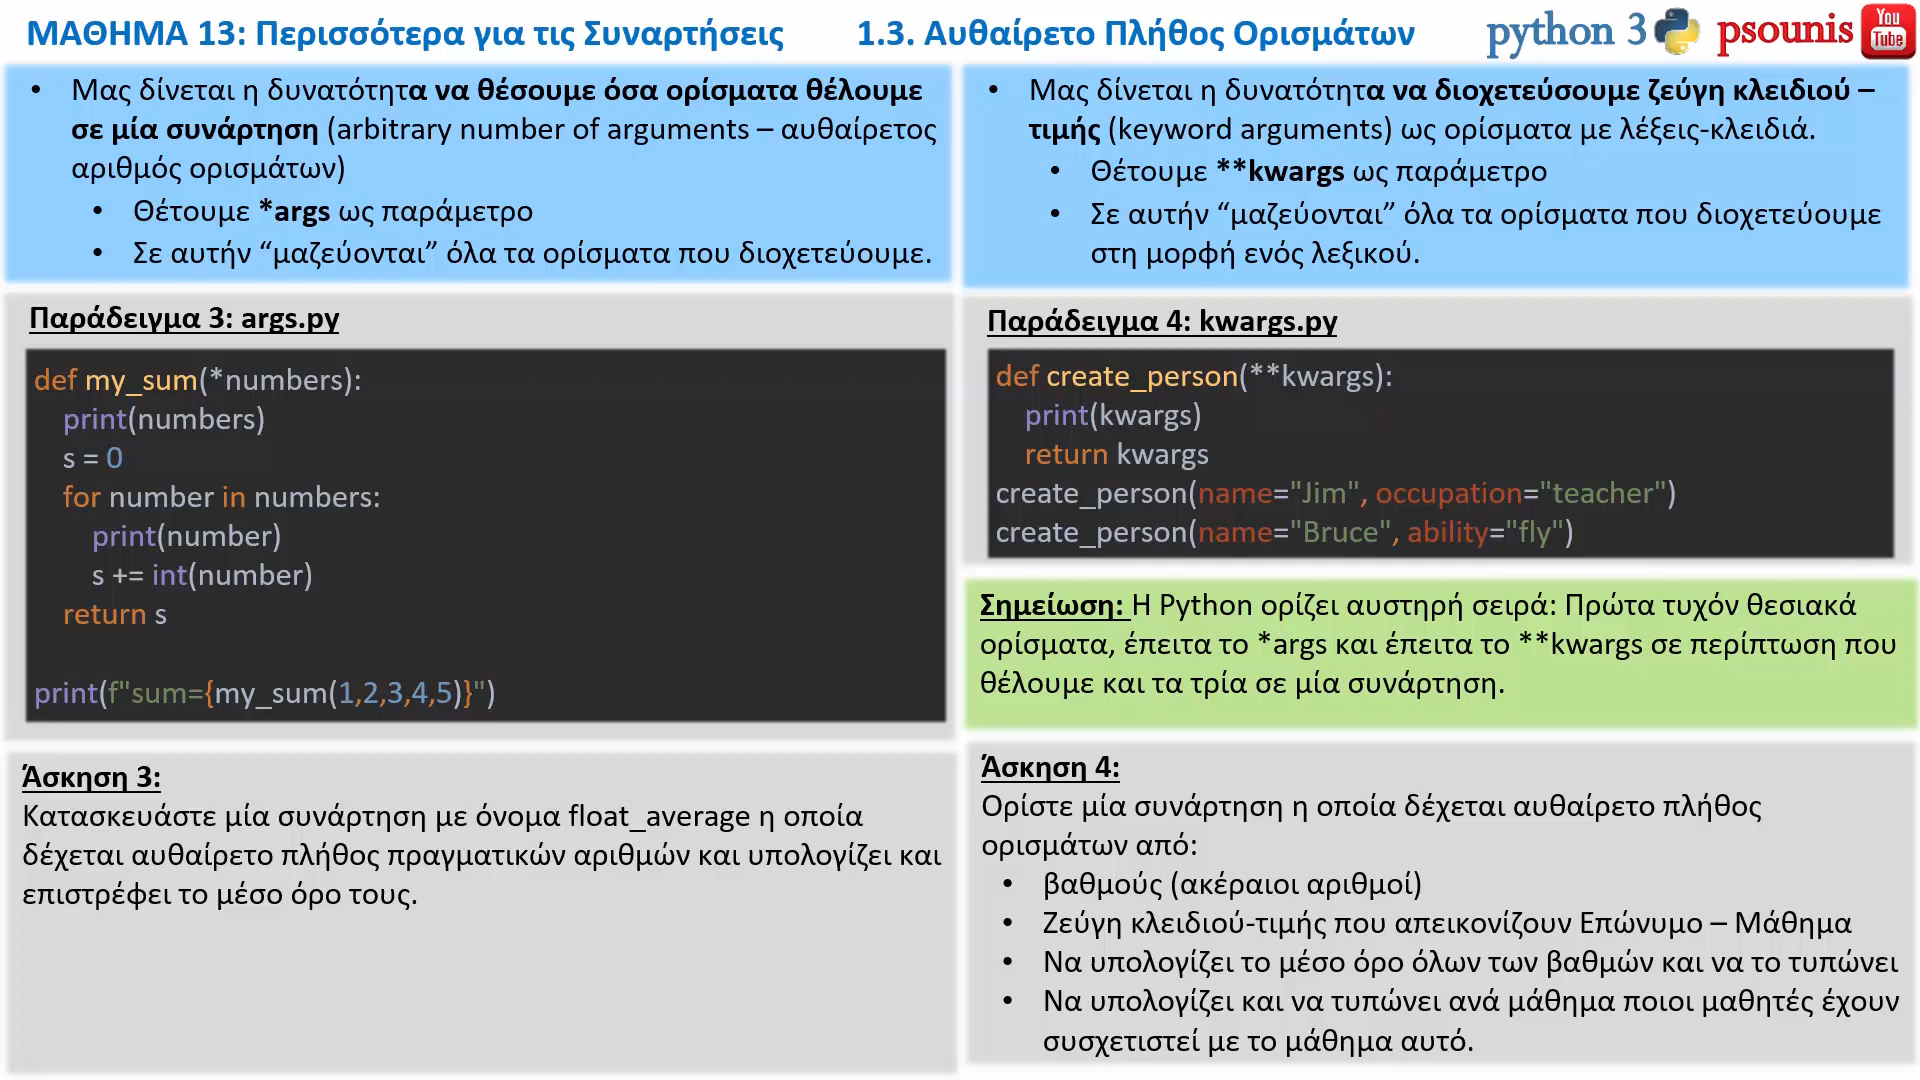 ΜΑΘΗΜΑ 13: Περισσότερα για τις Συναρτήσεις
1.3. Αυθαίρετο Πλήθος Ορισμάτων
python 3
psounis
You
Tube
• Μας δίνεται η δυνατότητα να θέσουμε όσα ορίσματα θέλουμε
σε μία συνάρτηση (arbitrary number of arguments – αυθαίρετος
αριθμός ορισμάτων)
• Θέτουμε *args ως παράμετρο
• Σε αυτήν “μαζεύονται” όλα τα ορίσματα που διοχετεύουμε.
Παράδειγμα 3: args.py
def my_sum(*numbers):
print(numbers)
s = 0
for number in numbers:
print(number)
s += int(number)
return s
print(f"sum={my_sum(1,2,3,4,5)}")
Άσκηση 3:
Κατασκευάστε μία συνάρτηση με όνομα float_average η οποία
δέχεται αυθαίρετο πλήθος πραγματικών αριθμών και υπολογίζει και
επιστρέφει το μέσο όρο τους.
• Μας δίνεται η δυνατότητα να διοχετεύσουμε ζεύγη κλειδιού –
τιμής (keyword arguments) ως ορίσματα με λέξεις-κλειδιά.
• Θέτουμε **kwargs ως παράμετρο
• Σε αυτήν “μαζεύονται” όλα τα ορίσματα που διοχετεύουμε
στη μορφή ενός λεξικού.
Παράδειγμα 4: kwargs.py
def create_person(**kwargs):
print(kwargs)
return kwargs
create_person(name="Jim", occupation="teacher")
create_person(name="Bruce", ability="fly")
Σημείωση: Η Python ορίζει αυστηρή σειρά: Πρώτα τυχόν θεσιακά
ορίσματα, έπειτα το *args και έπειτα το **kwargs σε περίπτωση που
θέλουμε και τα τρία σε μία συνάρτηση.
Άσκηση 4:
Ορίστε μία συνάρτηση η οποία δέχεται αυθαίρετο πλήθος
ορισμάτων από:
• βαθμούς (ακέραιοι αριθμοί)
• Ζεύγη κλειδιού-τιμής που απεικονίζουν Επώνυμο – Μάθημα
• Να υπολογίζει το μέσο όρο όλων των βαθμών και να το τυπώνει
• Να υπολογίζει και να τυπώνει ανά μάθημα ποιοι μαθητές έχουν
συσχετιστεί με το μάθημα αυτό.